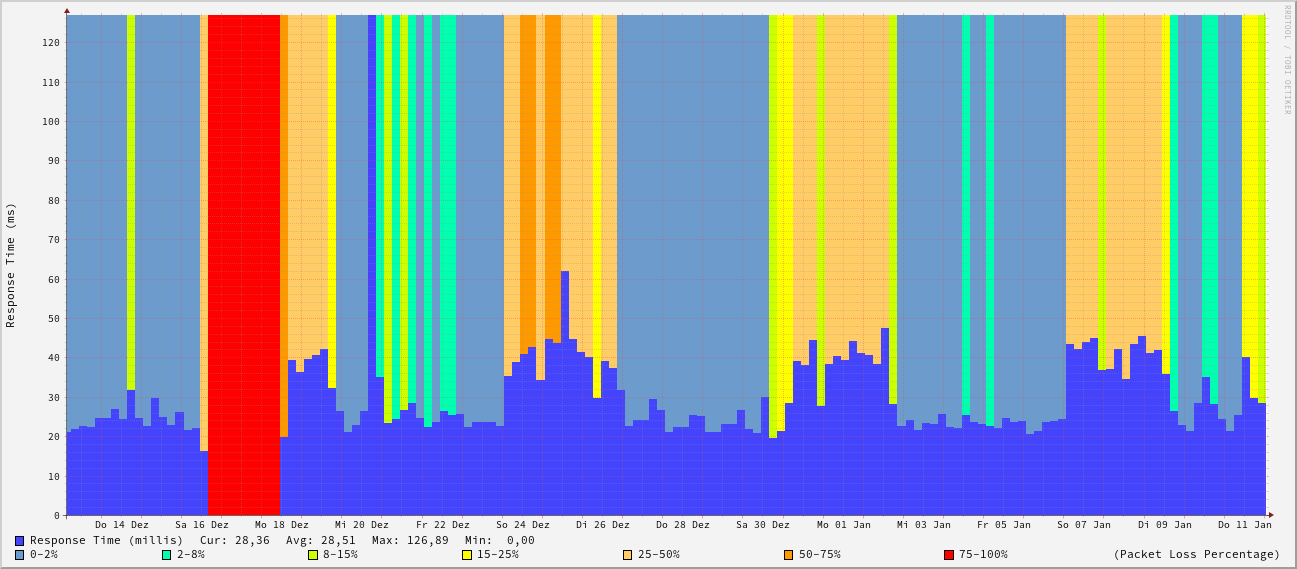 RRDTOOL / TOBI OETIKER
Response Time (ms)
120
110
100
90
80
70
60
50
40
30
20
10
0
Do 14 Dez Sa 16 Dez Mo 18 Dez Mi 20 Dez Fr 22 Dez So 24 Dez Di 26 Dez Do 28 Dez Sa 30 Dez Mo 01 Jan Mi 03 Jan Fr 05 Jan So 07 Jan Di 09 Jan Do 11 Jan
Response Time (millis) Cur: 28,36 Avg: 28,51 Max: 126,89 Min: 0,00
0-2% 2-8% 8-15% 15-25% 25-50% 50-75% 75-100% (Packet Loss Percentage)